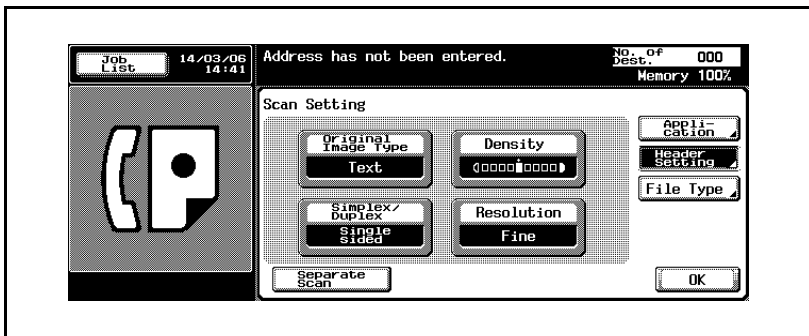 Job
List
14/03/06
14:41
Address has not been entered.
No. of
Dest.
000
Memory 100%
Scan Setting
Original
Image Type
Text
Density
Simplex/
Duplex
Single
Sided
Resolution
Fine
Separate
Scan
Appli-
cation
Header
Setting
File Type
OK